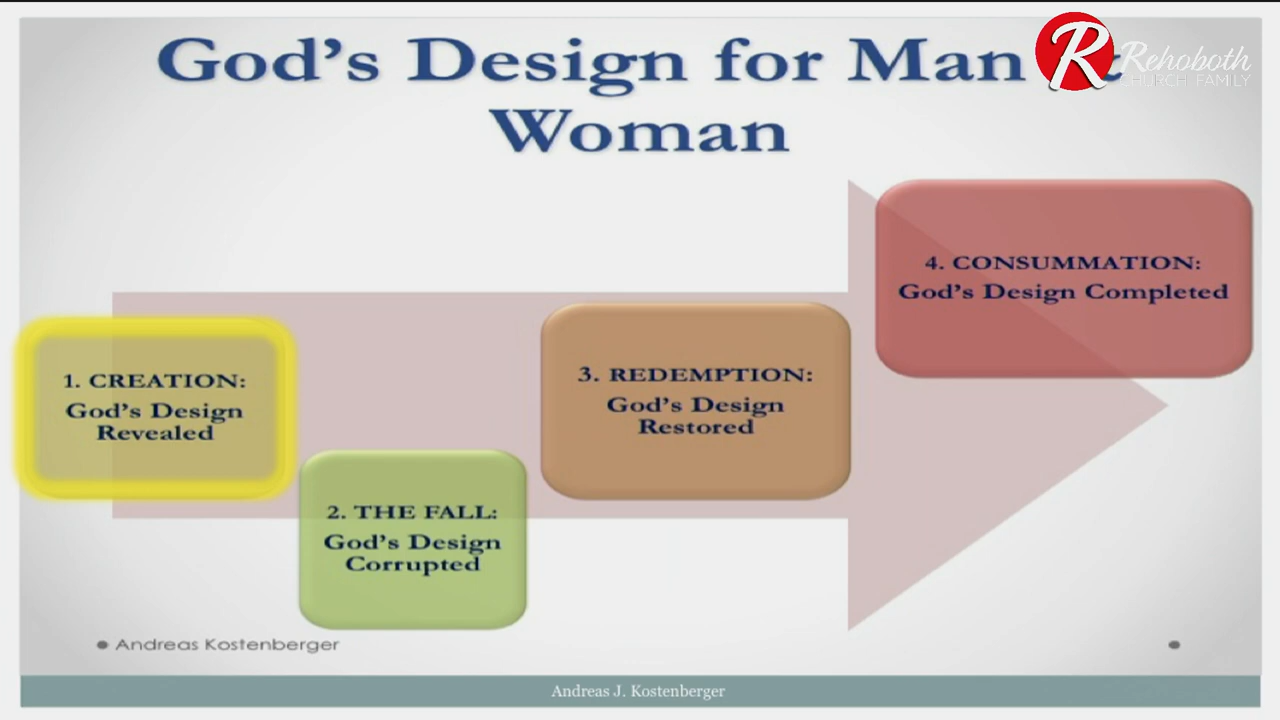 God's Design for Man
Woman
Rehoboth
CHURCH FAMILY
4. CONSUMMATION:
God's Design Completed
1. CREATION:
God's Design
Revealed
3. REDEMPTION:
God's Design
Restored
2. THE FALL:
God's Design
Corrupted
Andreas Kostenberger
Andreas J. Kostenberger